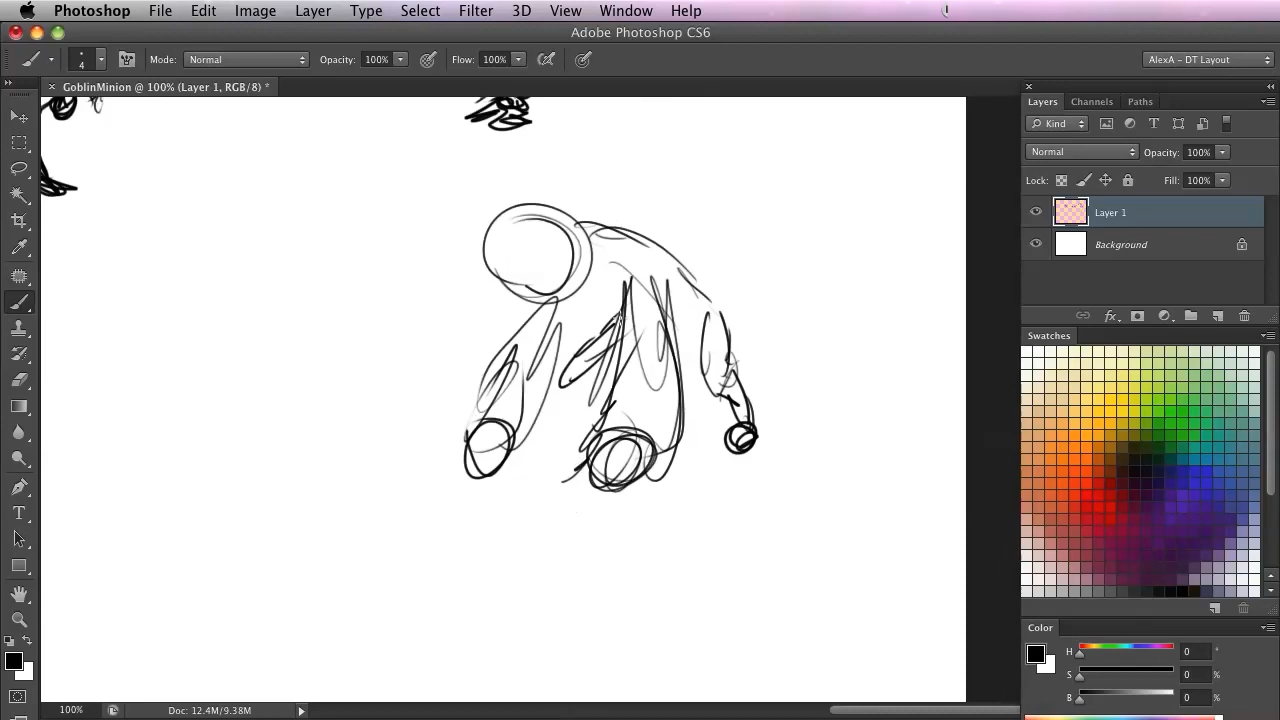 Photoshop File Edit Image Layer Type Select Filter 3D View Window Help
Adobe Photoshop CS6
4 Mode: Normal Opacity: 100% Flow: 100% AlexA - DT Layout
GoblinMinion @ 100% (Layer 1, RGB/8) *
Layers Channels Paths
Kind
Normal Opacity: 100%
Lock: Fill: 100%
Layer 1
Background
fx
Swatches
Color
H 0 °
S 0 %
B 0 %
100% Doc: 12.4M/9.38M